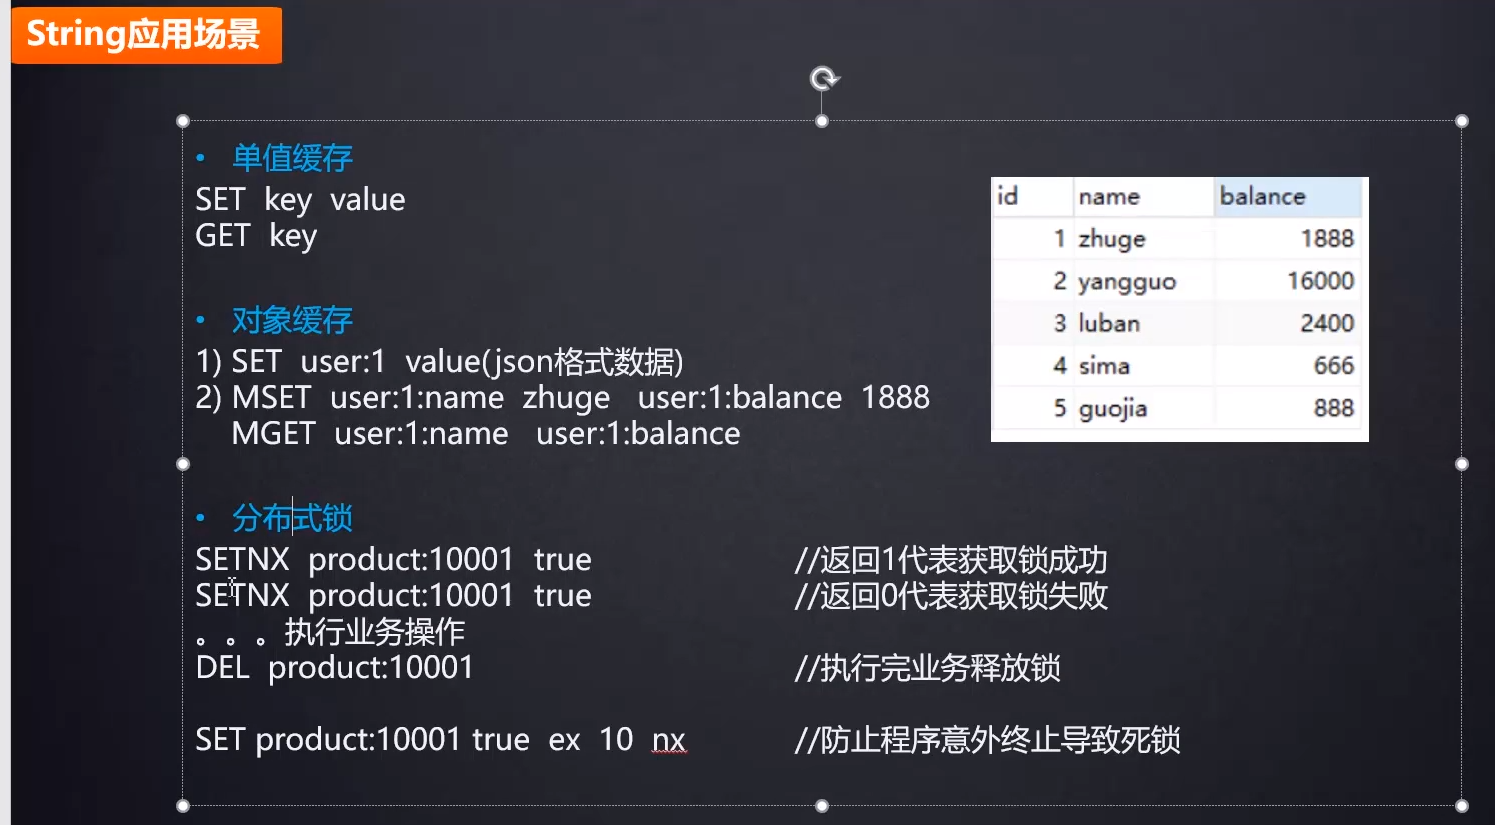 String应用场景
• 单值缓存
SET key value
GET key
• 对象缓存
1) SET user:1 value(json格式数据)
2) MSET user:1:name zhuge user:1:balance 1888
MGET user:1:name user:1:balance
id name balance
1 zhuge 1888
2 yangguo 16000
3 luban 2400
4 sima 666
5 guojia 888
• 分布式锁
SETNX product:10001 true //返回1代表获取锁成功
SETNX product:10001 true //返回0代表获取锁失败
。。。执行业务操作
DEL product:10001 //执行完业务释放锁
SET product:10001 true ex 10 nx //防止程序意外终止导致死锁